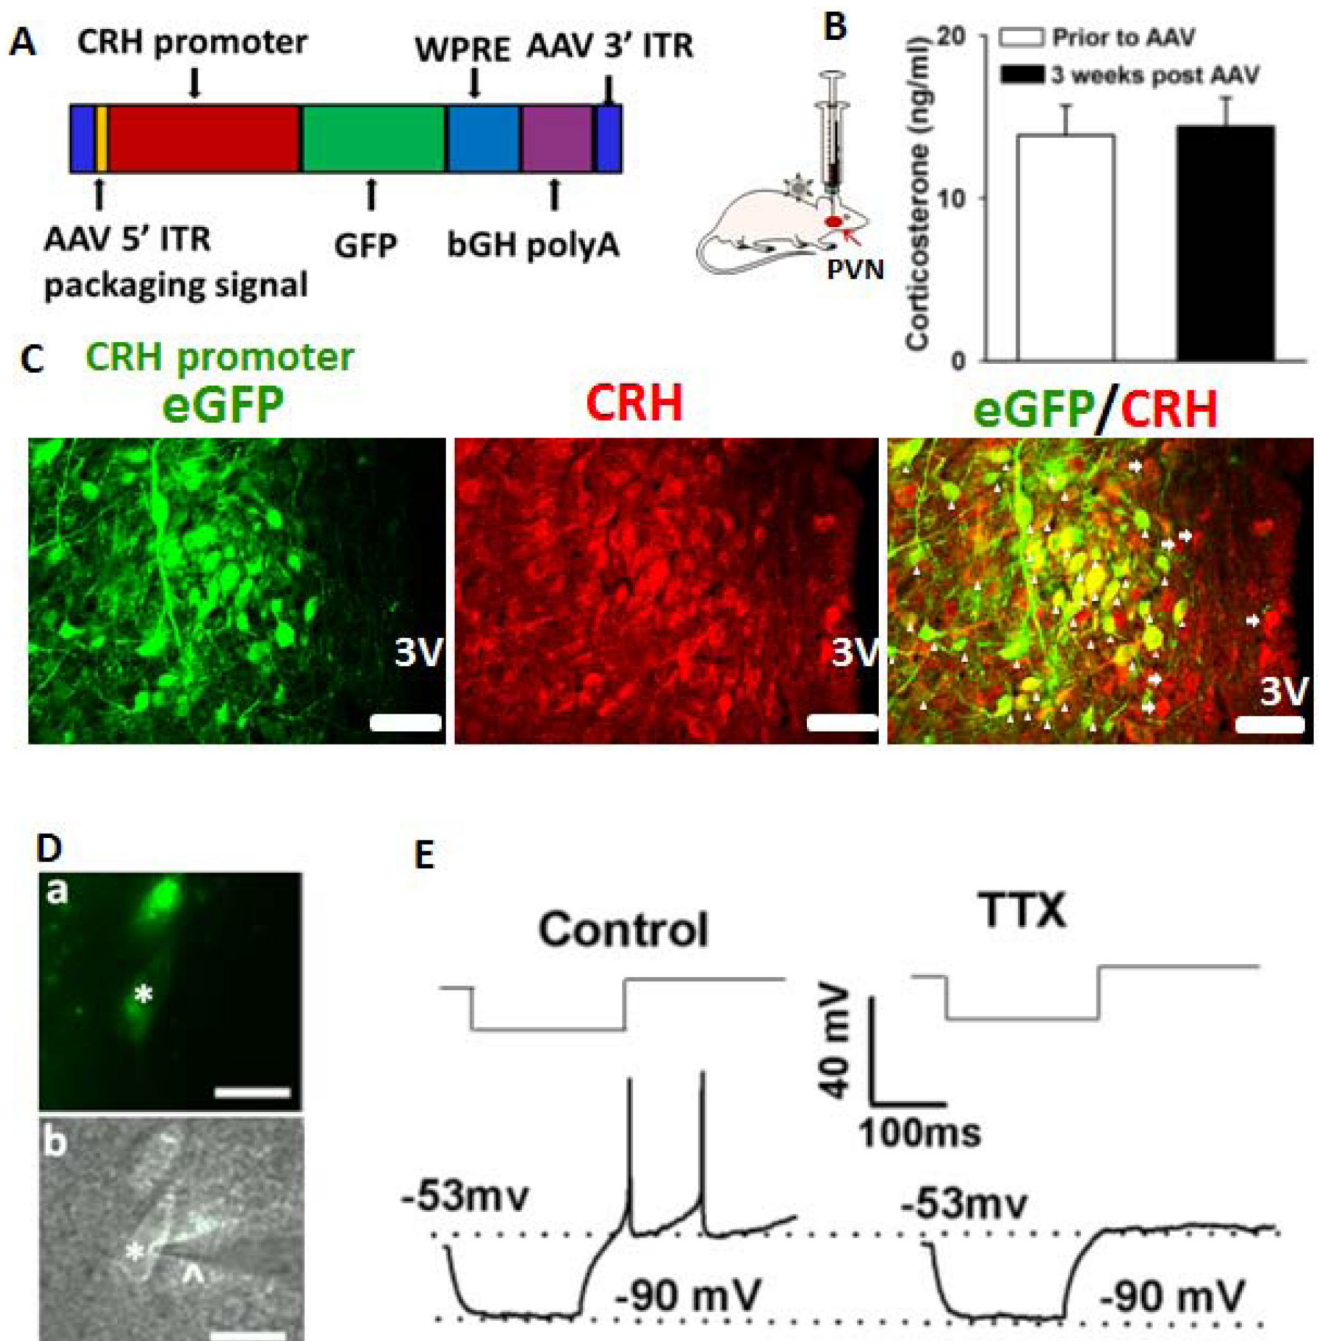 A
CRH promoter
WPRE
AAV 3’ ITR
AAV 5’ ITR
packaging signal
GFP
bGH polyA
PVN
B
20
10
0
Corticosterone (ng/ml)
Prior to AAV
3 weeks post AAV
C
CRH promoter
eGFP
CRH
eGFP/CRH
3V
3V
3V
D
a
*
b
*
^
E
Control
TTX
40 mV
100ms
-53mv
-90 mV
-53mv
-90 mV